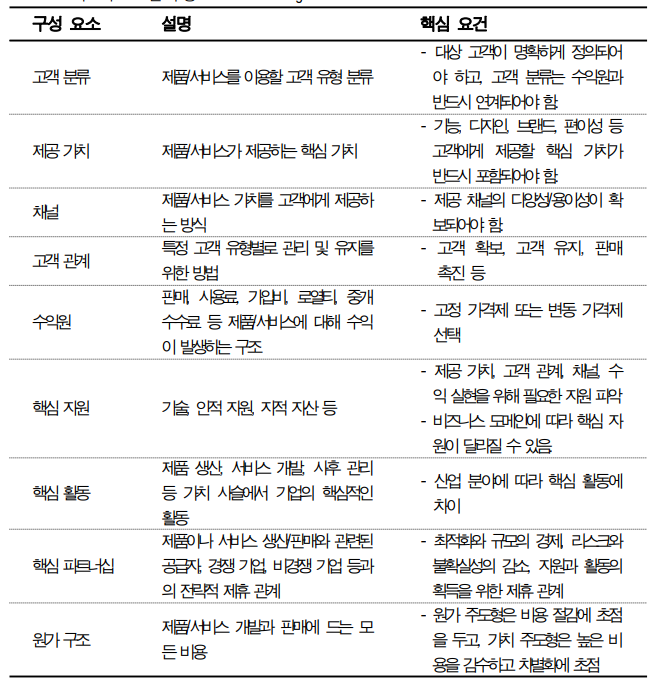 구성 요소 설명 핵심 요건
고객 분류 제품/서비스를 이용할 고객 유형 분류
- 대상 고객이 명확하게 정의되어
야 하고, 고객 분류는 수익원과
반드시 연계되어야 함.
제공 가치 제품/서비스가 제공하는 핵심 가치
- 기능, 디자인, 브랜드, 편이성 등
고객에게 제공할 핵심 가치가
반드시 포함되어야 함.
채널
제품/서비스 가치를 고객에게 제공하
는 방식
- 제공 채널의 다양성/용이성이 확
보되어야 함.
고객 관계
특정 고객 유형별로 관리 및 유지를
위한 방법
- 고객 확보, 고객 유지, 판매
촉진 등
수익원
판매, 사용료, 가입비, 로열티, 중개
수수료 등 제품/서비스에 대해 수익
이 발생하는 구조
- 고정 가격제 또는 변동 가격제
선택
핵심 자원 기술, 인적 자원, 지적 자산 등
- 제공 가치, 고객 관계, 채널, 수
익 실현을 위해 필요한 자원 파악
- 비즈니스 도메인에 따라 핵심 자
원이 달라질 수 있음.
핵심 활동
제품 생산, 서비스 개발, 사후 관리
등 가치 사슬에서 기업의 핵심적인
활동
- 산업 분야에 따라 핵심 활동에
차이
핵심 파트너십
제품이나 서비스 생산/판매와 관련된
공급자, 경쟁 기업, 비경쟁 기업 등과
의 전략적 제휴 관계
- 최적화와 규모의 경제, 리스크와
불확실성의 감소, 자원과 활동의
획득을 위한 제휴 관계
원가 구조
제품/서비스 개발과 판매에 드는 모
든 비용
- 원가 주도형은 비용 절감에 초점
을 두고, 가치 주도형은 높은 비
용을 감수하고 차별화에 초점